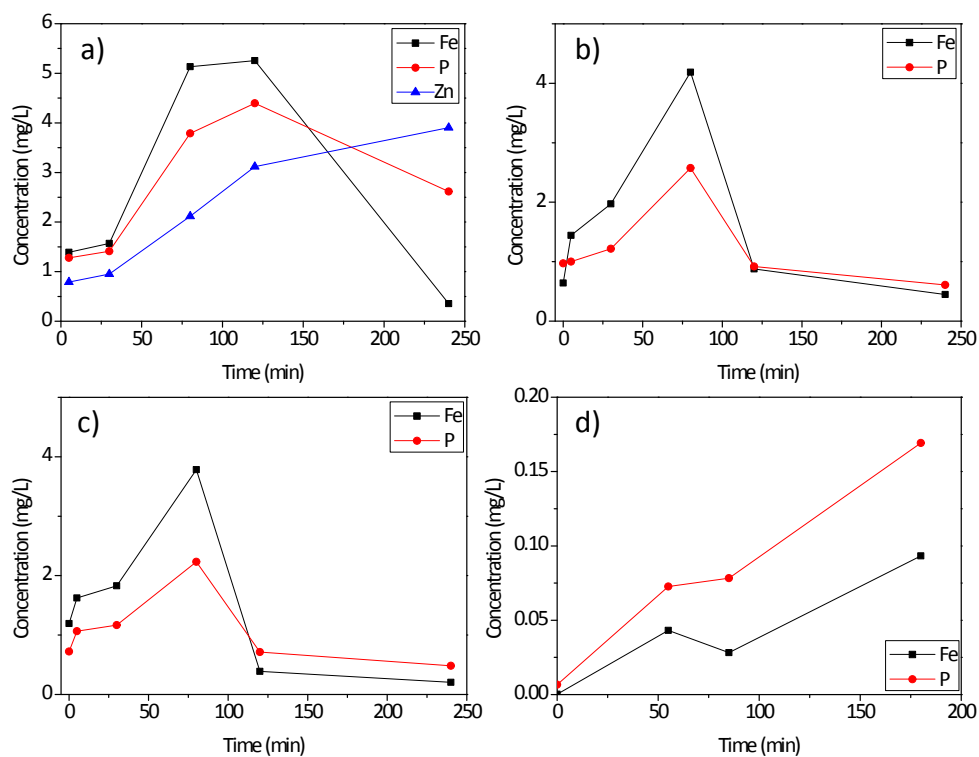 a)
Fe
P
Zn
Concentration (mg/L)
6
5
4
3
2
1
0
0 50 100 150 200 250
Time (min)
b)
Fe
P
Concentration (mg/L)
4
2
0
0 50 100 150 200 250
Time (min)
c)
Fe
P
Concentration (mg/L)
4
2
0
0 50 100 150 200 250
Time (min)
d)
Fe
P
Concentration (mg/L)
0.20
0.15
0.10
0.05
0.00
0 50 100 150 200
Time (min)